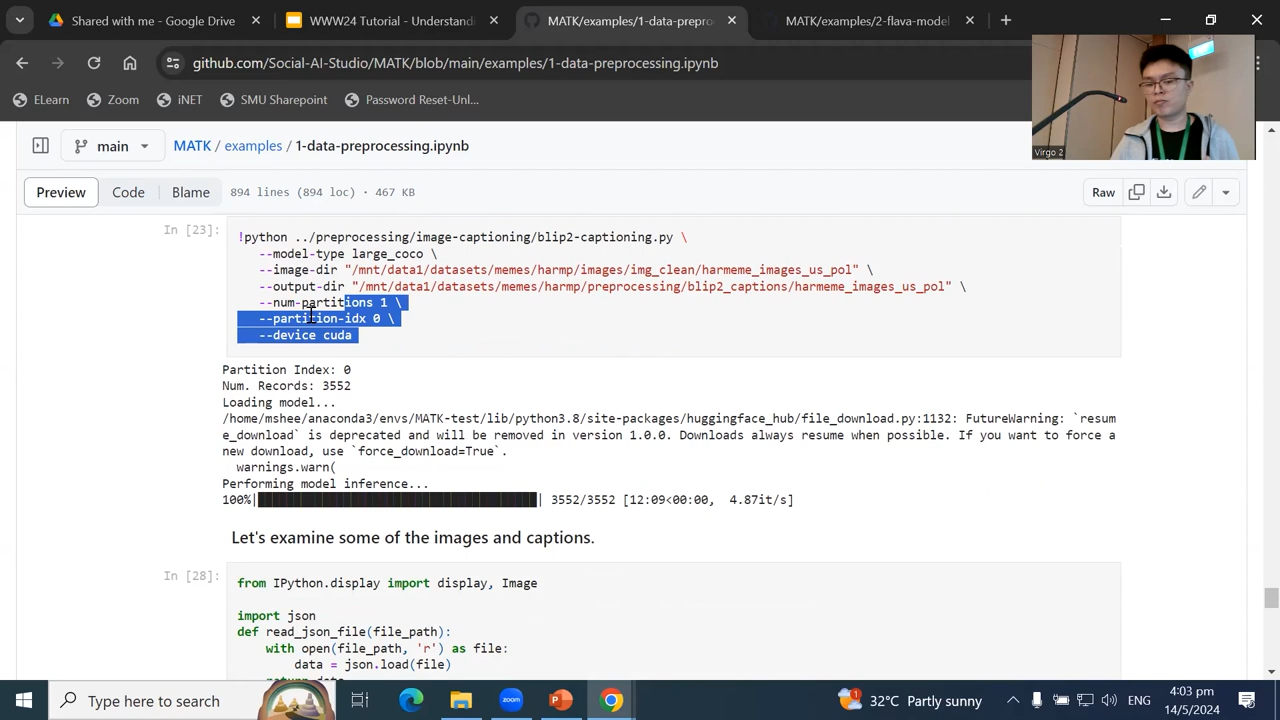 Shared with me - Google Drive
WWW24 Tutorial - Understandi
MATK/examples/1-data-prepro
MATK/examples/2-flava-model
github.com/Social-AI-Studio/MATK/blob/main/examples/1-data-preprocessing.ipynb
ELearn
Zoom
iNET
SMU Sharepoint
Password Reset-Unl...
Virgo 2
main
MATK / examples / 1-data-preprocessing.ipynb
Preview
Code
Blame
894 lines (894 loc) · 467 KB
Raw
In [23]:
!python ../preprocessing/image-captioning/blip2-captioning.py \
--model-type large_coco \
--image-dir "/mnt/data1/datasets/memes/harmp/images/img_clean/harmeme_images_us_pol" \
--output-dir "/mnt/data1/datasets/memes/harmp/preprocessing/blip2_captions/harmeme_images_us_pol" \
--num-partitions 1 \
--partition-idx 0 \
--device cuda
Partition Index: 0
Num. Records: 3552
Loading model...
/home/mshee/anaconda3/envs/MATK-test/lib/python3.8/site-packages/huggingface_hub/file_download.py:1132: FutureWarning: `resum
e_download` is deprecated and will be removed in version 1.0.0. Downloads always resume when possible. If you want to force a
new download, use `force_download=True`.
warnings.warn(
Performing model inference...
100%| | 3552/3552 [12:09<00:00, 4.87it/s]
Let's examine some of the images and captions.
In [28]:
from IPython.display import display, Image
import json
def read_json_file(file_path):
with open(file_path, 'r') as file:
data = json.load(file)
return data
Type here to search
32°C Partly sunny
ENG
4:03 pm
14/5/2024